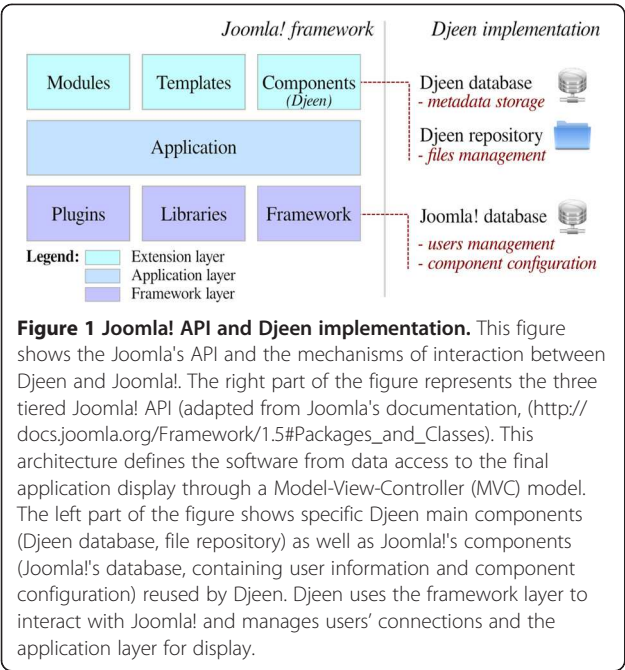 Joomla! framework
Djeen implementation
Modules
Templates
Components
(Djeen)
Djeen database
- metadata storage
Application
Djeen repository
- files management
Plugins
Libraries
Framework
Joomla! database
- users management
- component configuration
Legend:
Extension layer
Application layer
Framework layer
Figure 1 Joomla! API and Djeen implementation. This figure
shows the Joomla's API and the mechanisms of interaction between
Djeen and Joomla!. The right part of the figure represents the three
tiered Joomla! API (adapted from Joomla's documentation, (http://
docs.joomla.org/Framework/1.5#Packages_and_Classes). This
architecture defines the software from data access to the final
application display through a Model-View-Controller (MVC) model.
The left part of the figure shows specific Djeen main components
(Djeen database, file repository) as well as Joomla!'s components
(Joomla!'s database, containing user information and component
configuration) reused by Djeen. Djeen uses the framework layer to
interact with Joomla! and manages users’ connections and the
application layer for display.